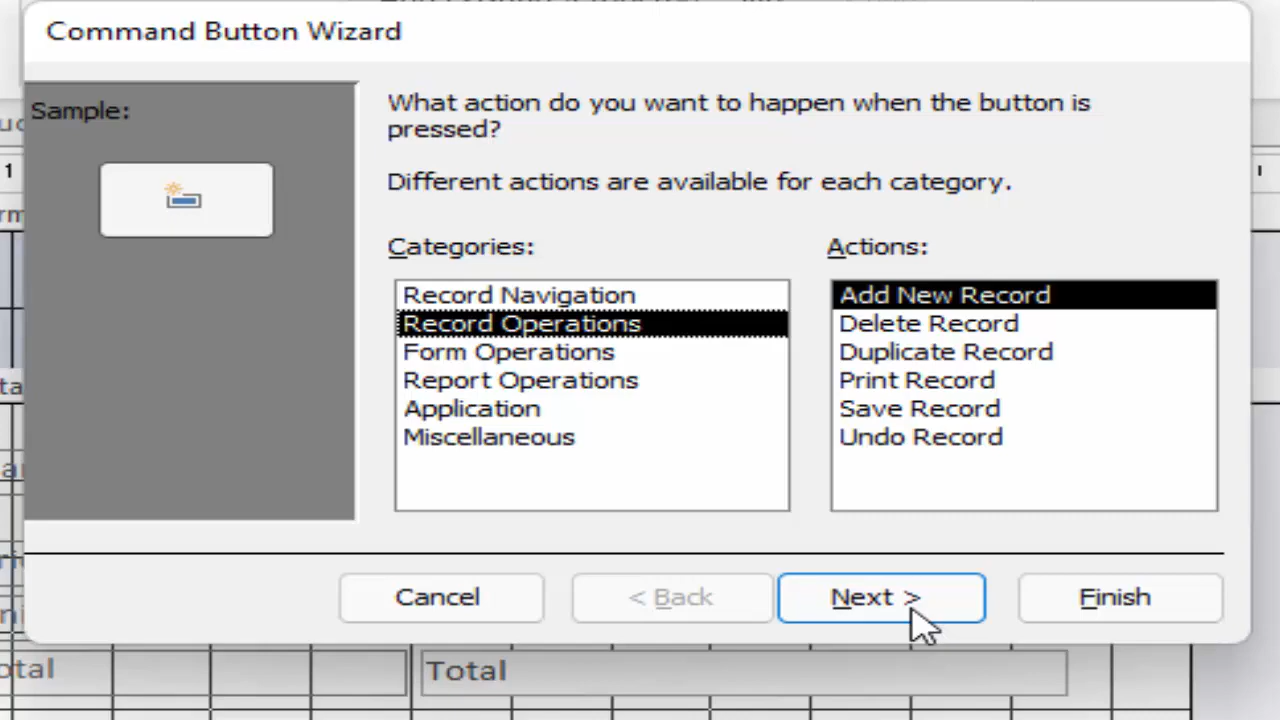 Command Button Wizard
Sample:
What action do you want to happen when the button is
pressed?
Different actions are available for each category.
Categories:
Actions:
Record Navigation
Record Operations
Form Operations
Report Operations
Application
Miscellaneous
Add New Record
Delete Record
Duplicate Record
Print Record
Save Record
Undo Record
Cancel
< Back
Next >
Finish
1
otal
Total